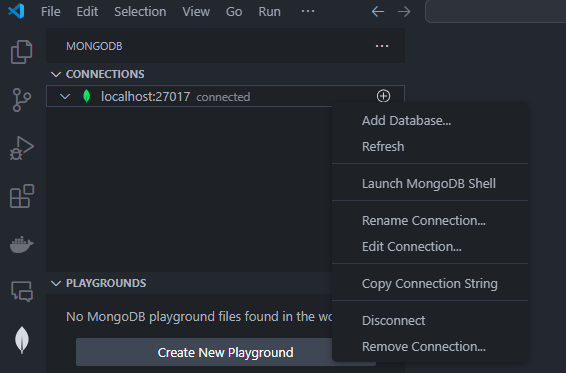 File Edit Selection View Go Run ···
MONGODB ···
CONNECTIONS
localhost:27017 connected
Add Database...
Refresh
Launch MongoDB Shell
Rename Connection...
Edit Connection...
Copy Connection String
Disconnect
Remove Connection...
PLAYGROUNDS
No MongoDB playground files found in the
Create New Playground